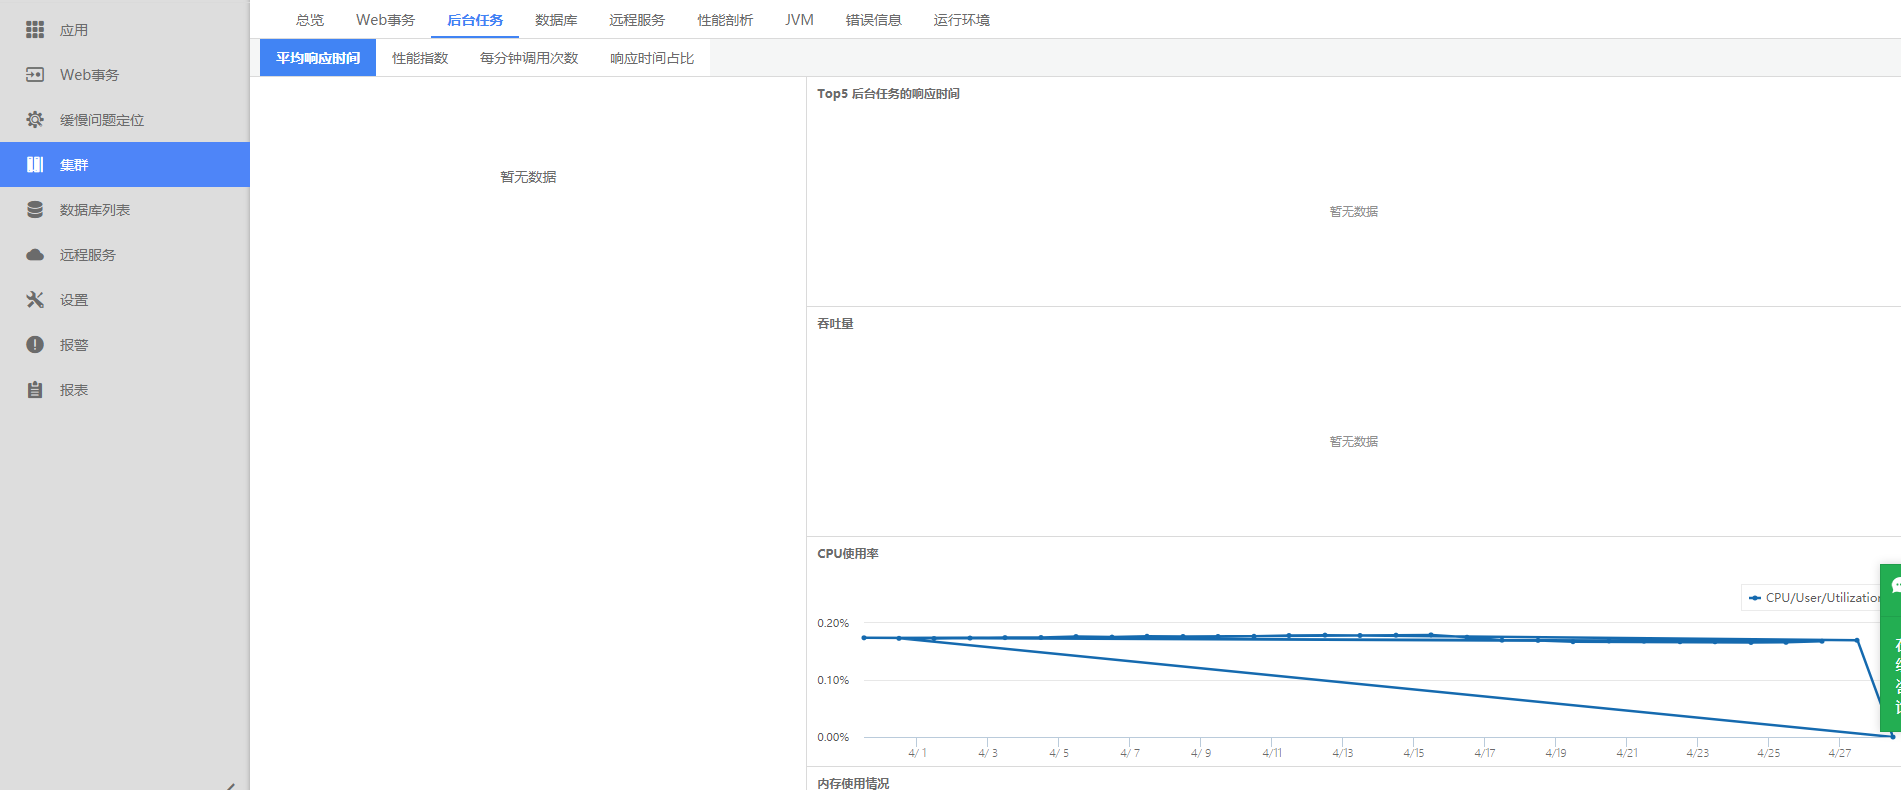 应用
Web事务
缓慢问题定位
集群
数据库列表
远程服务
设置
报警
报表
总览 Web事务 后台任务 数据库 远程服务 性能剖析 JVM 错误信息 运行环境
平均响应时间 性能指数 每分钟调用次数 响应时间占比
暂无数据
Top5 后台任务的响应时间
暂无数据
吞吐量
暂无数据
CPU使用率
CPU/User/Utilization
0.20%
0.10%
0.00%
4/ 1 4/ 3 4/ 5 4/ 7 4/ 9 4/11 4/13 4/15 4/17 4/19 4/21 4/23 4/25 4/27
内存使用情况